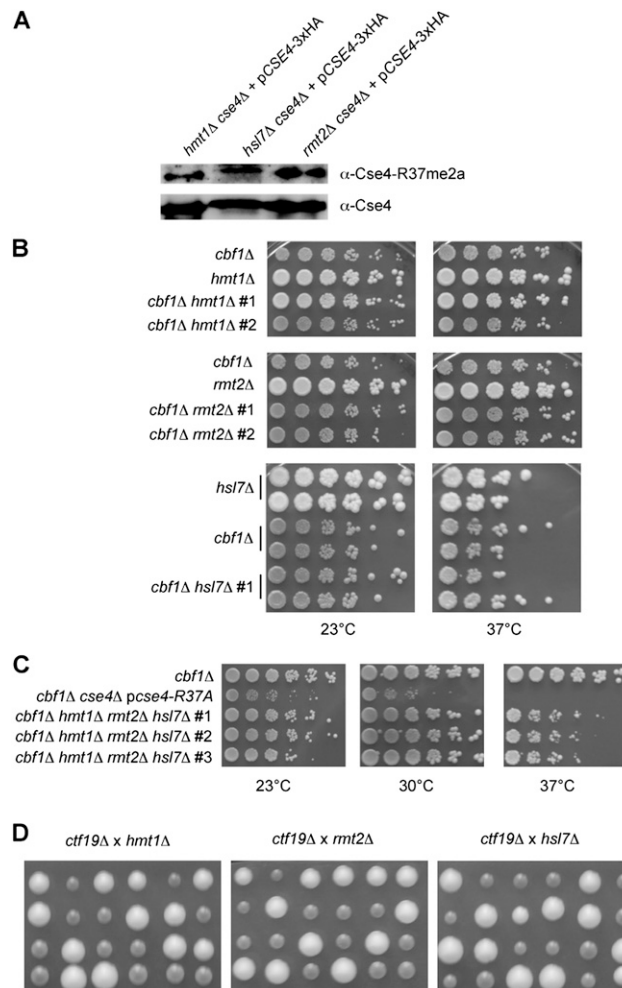 A
hmt1Δ cse4Δ + pCSE4-3xHA
hsl7Δ cse4Δ + pCSE4-3xHA
rmt2Δ cse4Δ + pCSE4-3xHA
α-Cse4-R37me2a
α-Cse4
B
cbf1Δ
hmt1Δ
cbf1Δ hmt1Δ #1
cbf1Δ hmt1Δ #2
cbf1Δ
rmt2Δ
cbf1Δ rmt2Δ #1
cbf1Δ rmt2Δ #2
hsl7Δ
cbf1Δ
cbf1Δ hsl7Δ #1
23°C 37°C
C
cbf1Δ
cbf1Δ cse4Δ pcse4-R37A
cbf1Δ hmt1Δ rmt2Δ hsl7Δ #1
cbf1Δ hmt1Δ rmt2Δ hsl7Δ #2
cbf1Δ hmt1Δ rmt2Δ hsl7Δ #3
23°C 30°C 37°C
D
ctf19Δ x hmt1Δ ctf19Δ x rmt2Δ ctf19Δ x hsl7Δ